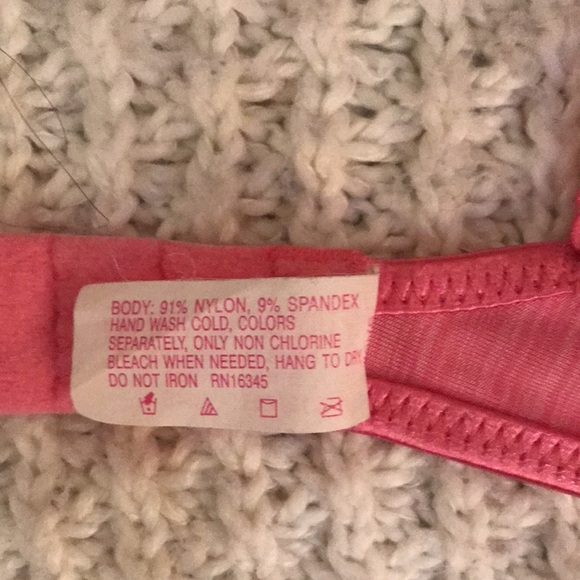 BODY: 91% NYLON, 9% SPANDEX
HAND WASH COLD, COLORS
SEPARATELY, ONLY NON CHLORINE
BLEACH WHEN NEEDED, HANG TO DRY
DO NOT IRON RN16345